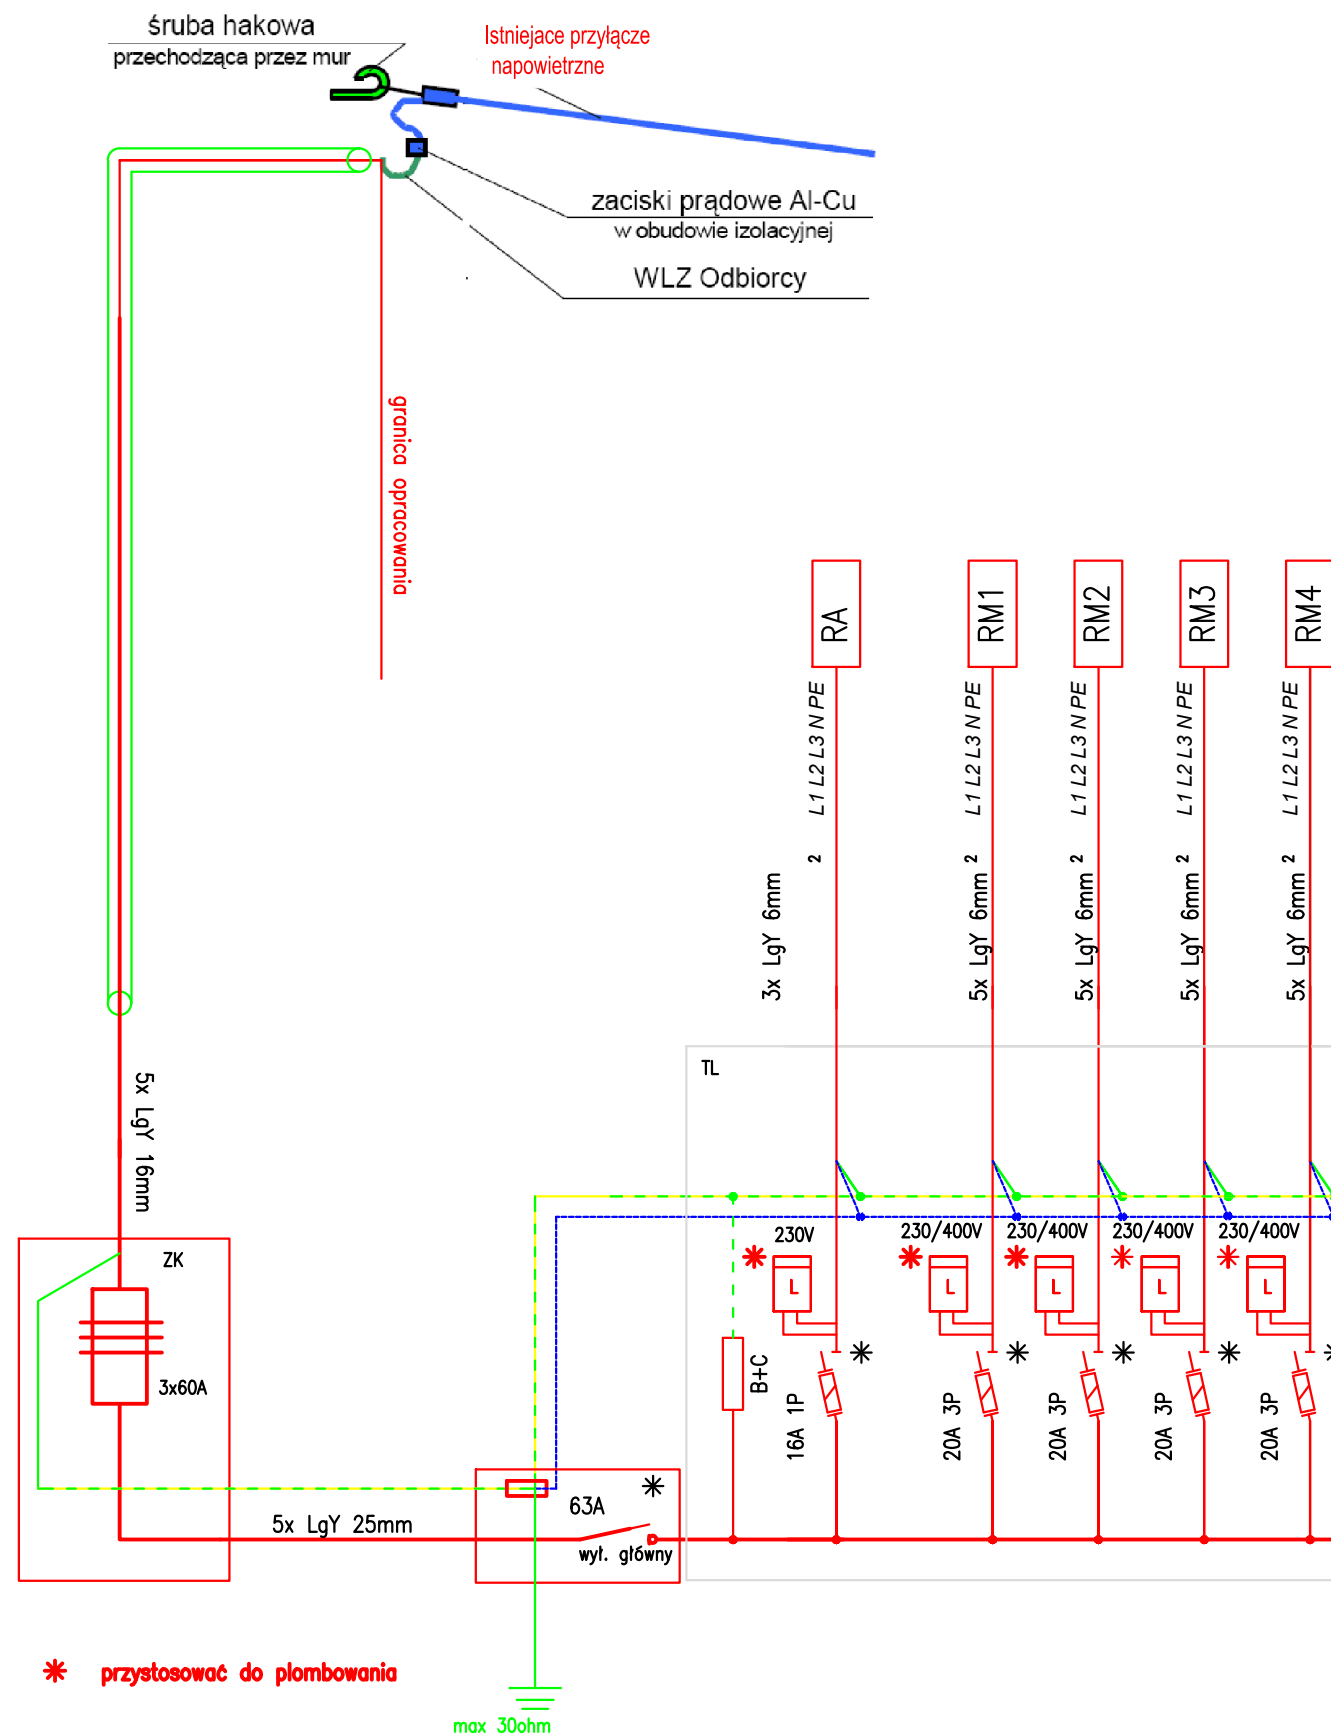 śruba hakowa
przechodząca przez mur
Istniejace przyłącze
napowietrzne
zaciski prądowe Al-Cu
w obudowie izolacyjnej
WLZ Odbiorcy
granica opracowania
RA
RM1
RM2
RM3
RM4
L1 L2 L3 N PE
L1 L2 L3 N PE
L1 L2 L3 N PE
L1 L2 L3 N PE
L1 L2 L3 N PE
3x LgY 6mm 2
5x LgY 6mm 2
5x LgY 6mm 2
5x LgY 6mm 2
5x LgY 6mm 2
TL
5x LgY 16mm
ZK
3x60A
230V
230/400V
230/400V
230/400V
230/400V
L
L
L
L
L
B+C
16A 1P
20A 3P
20A 3P
20A 3P
20A 3P
63A
5x LgY 25mm
wył. główny
* przystosować do plombowania
max 30ohm